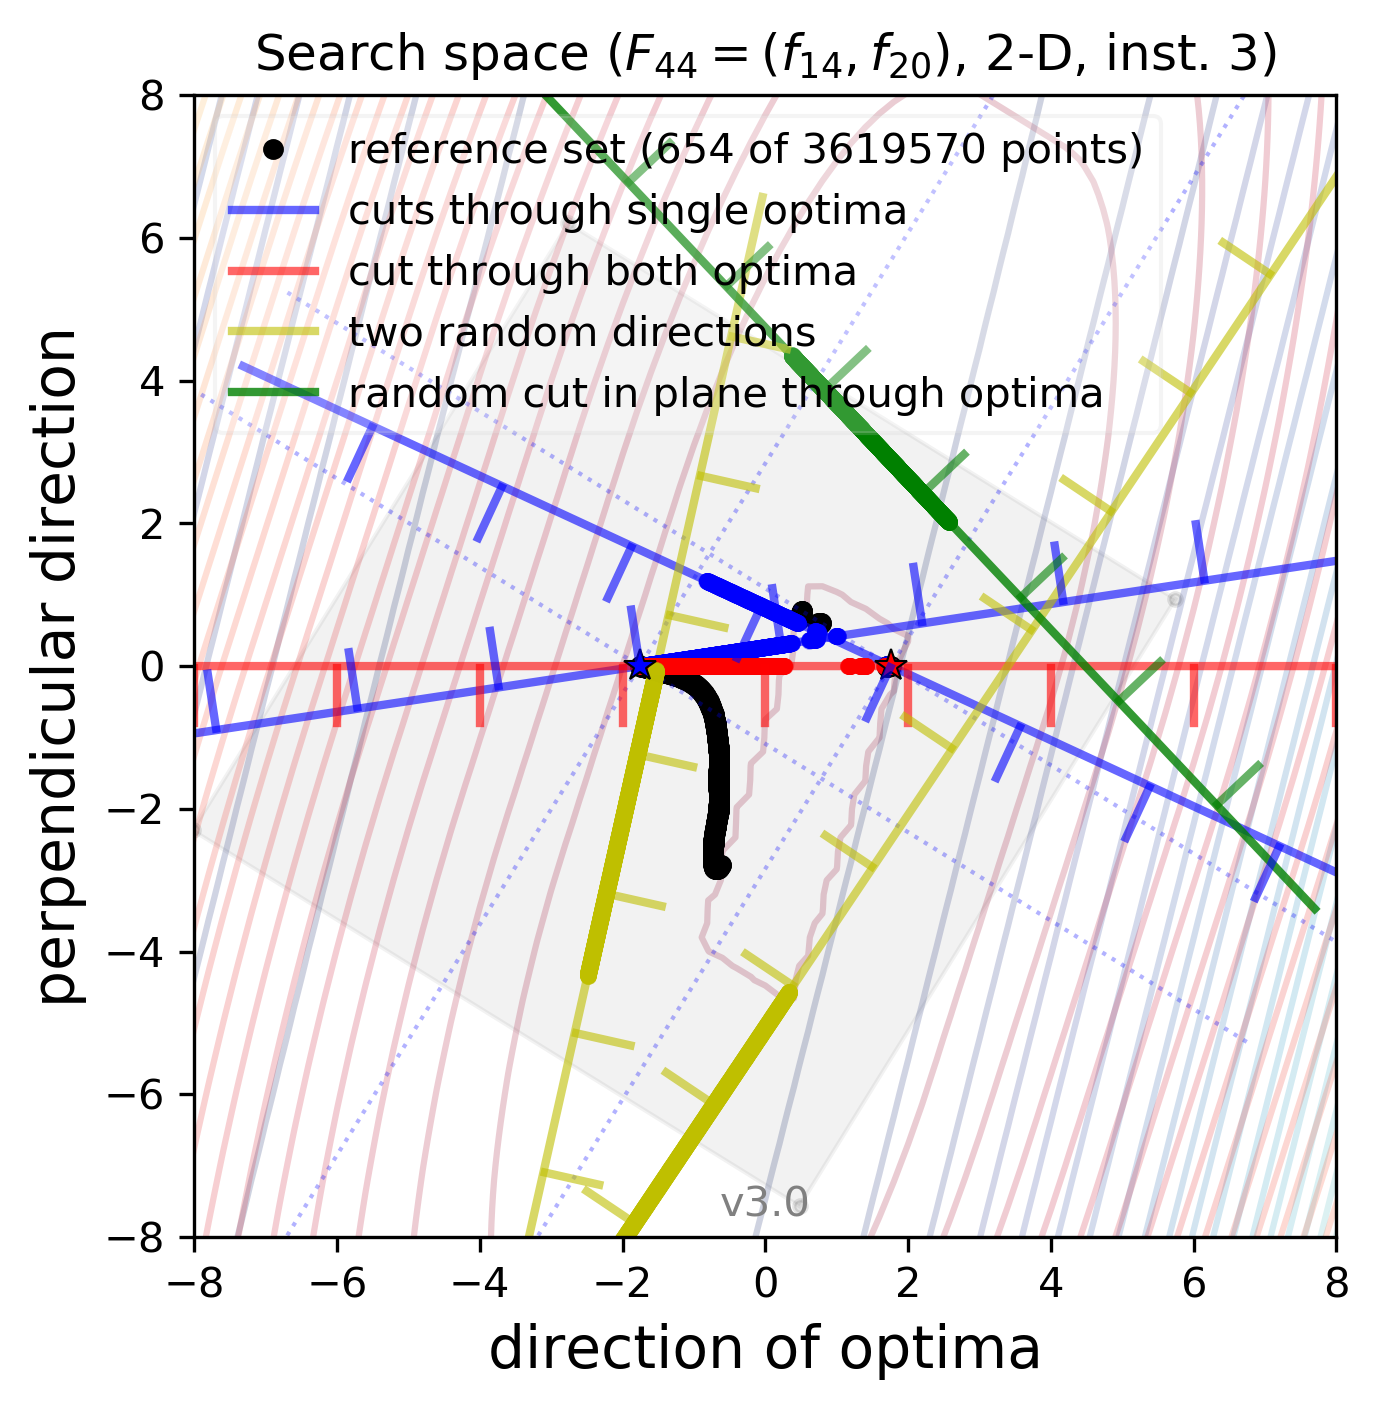 Search space (F44 = (f14, f20), 2-D, inst. 3)
reference set (654 of 3619570 points)
cuts through single optima
cut through both optima
two random directions
random cut in plane through optima
perpendicular direction
8
6
4
2
0
−2
−4
−6
−8
v3.0
−8 −6 −4 −2 0 2 4 6 8
direction of optima